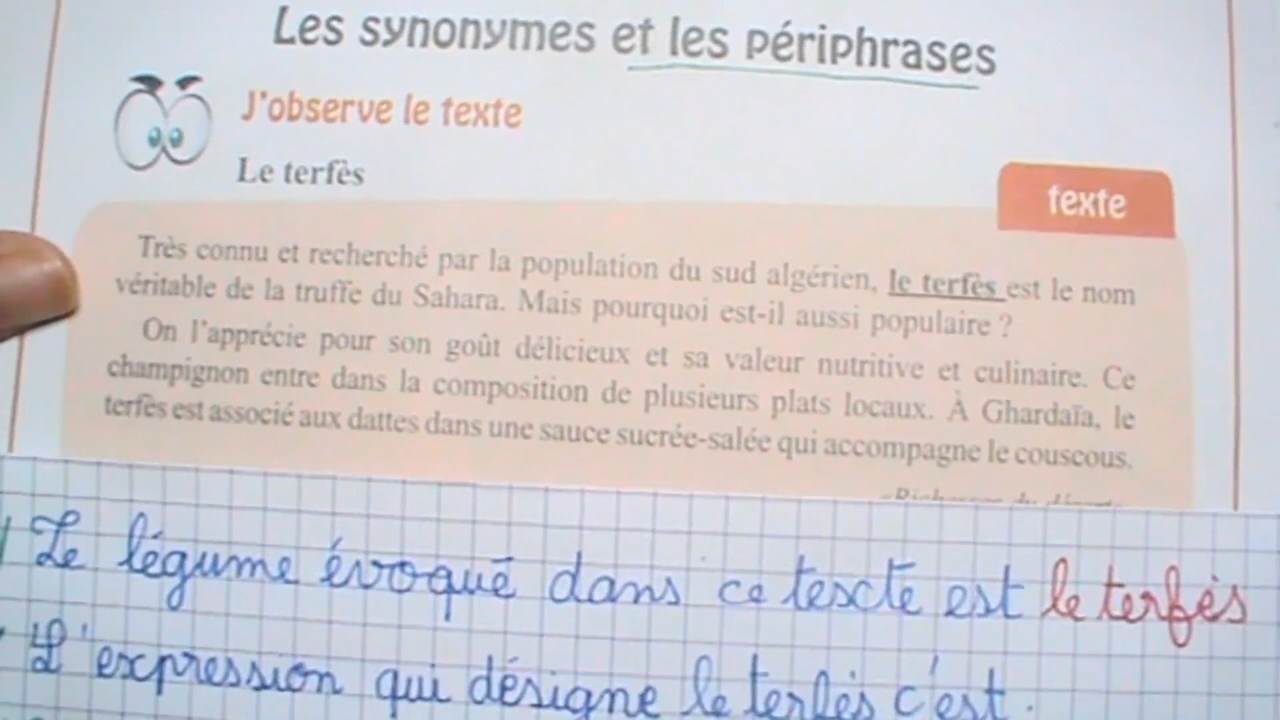 Les synonymes et les périphrases
J'observe le texte
Le terfès
texte
Très connu et recherché par la population du sud algérien, le terfès est le nom
véritable de la truffe du Sahara. Mais pourquoi est-il aussi populaire ?
On l'apprécie pour son goût délicieux et sa valeur nutritive et culinaire. Ce
champignon entre dans la composition de plusieurs plats locaux. À Ghardaïa, le
terfès est associé aux dattes dans une sauce sucrée-salée qui accompagne le couscous.
Le légume évoqué dans ce texte est le terfès
L'expression qui désigne le terfès c'est.